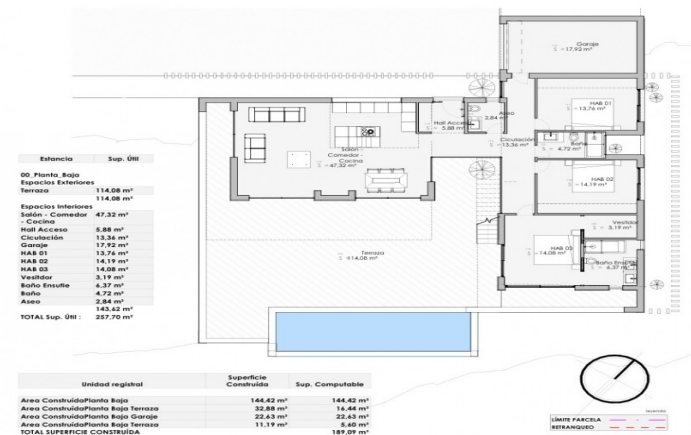 Garaje
17,92 m²
HAB 01
13,76 m²
Aseo
2,84 m²
Hall Acceso
5,88 m²
Ciculación
13,36 m²
Baño
4,72 m²
Salón -
Comedor -
Cocina
47,32 m²
HAB 02
14,19 m²
Vestidor
3,19 m²
HAB 03
14,08 m²
Baño Ensutie
6,37 m²
Terraza
114,08 m²
Estancia Sup. Útil
00_Planta_Baja
Espacios Exteriores
Terraza 114,08 m²
114,08 m²
Espacios Interiores
Salón - Comedor - Cocina 47,32 m²
Hall Acceso 5,88 m²
Ciculación 13,36 m²
Garaje 17,92 m²
HAB 01 13,76 m²
HAB 02 14,19 m²
HAB 03 14,08 m²
Vesitdor 3,19 m²
Baño Ensutie 6,37 m²
Baño 4,72 m²
Aseo 2,84 m²
143,62 m²
TOTAL Sup. Útil : 257,70 m²
Unidad registral Superficie Construida Sup. Computable
Area ConstruidaPlanta Baja 144,42 m² 144,42 m²
Area ConstruidaPlanta Baja Terraza 32,88 m² 16,44 m²
Area ConstruidaPlanta Baja Garaje 22,63 m² 22,63 m²
Area ConstruidaPlanta Baja 11,19 m² 5,60 m²
TOTAL SUPERFICIE CONSTRUÍDA 189,09 m²
leyenda
LÍMITE PARCELA
RETRANQUEO